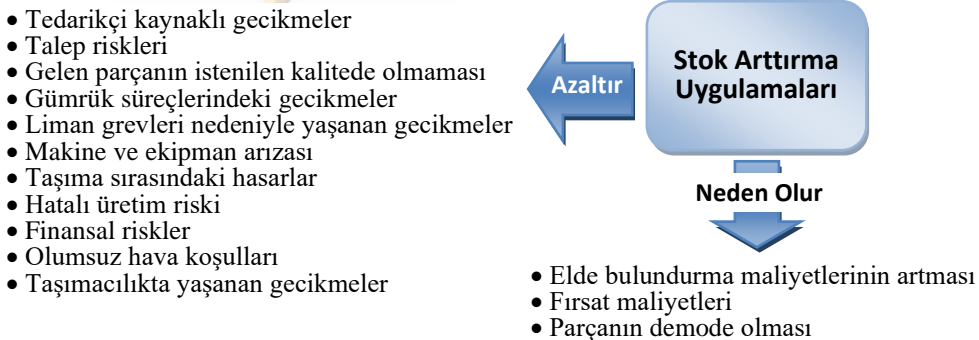 • Tedarikçi kaynaklı gecikmeler
• Talep riskleri
• Gelen parçanın istenilen kalitede olmaması
• Gümrük süreçlerindeki gecikmeler
• Liman grevleri nedeniyle yaşanan gecikmeler
• Makine ve ekipman arızası
• Taşıma sırasındaki hasarlar
• Hatalı üretim riski
• Finansal riskler
• Olumsuz hava koşulları
• Taşımacılıkta yaşanan gecikmeler
Azaltır
Stok Arttırma
Uygulamaları
Neden Olur
• Elde bulundurma maliyetlerinin artması
• Fırsat maliyetleri
• Parçanın demode olması